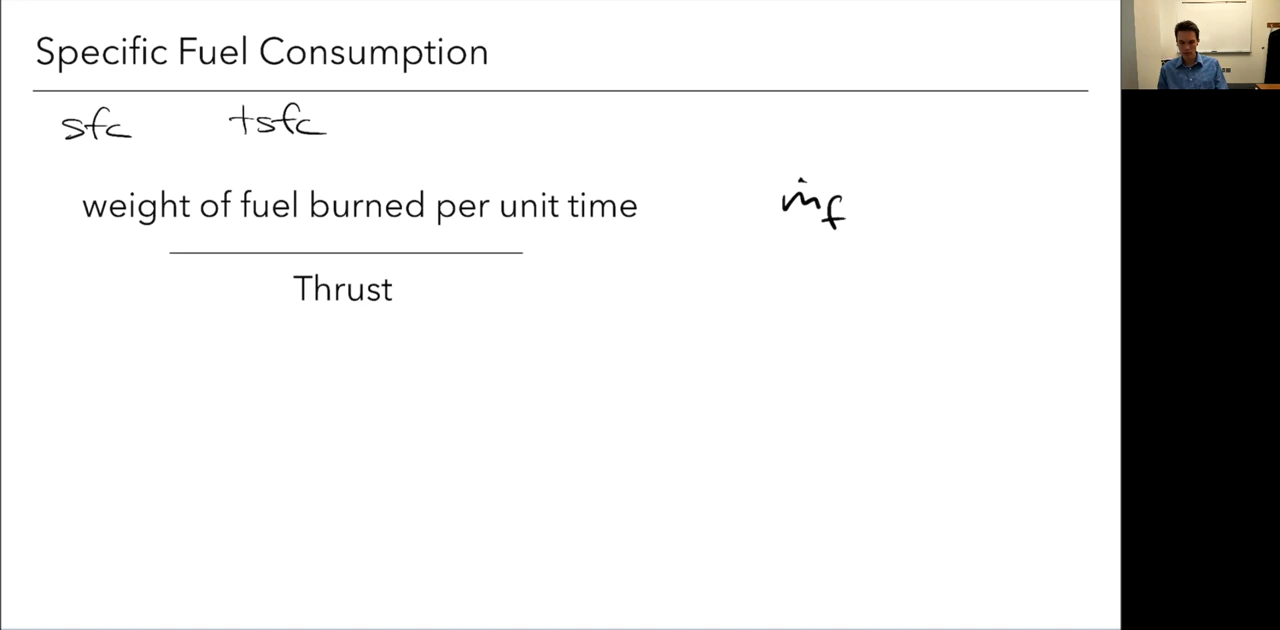 Specific Fuel Consumption
sfc tsfc
weight of fuel burned per unit time ṁf
Thrust